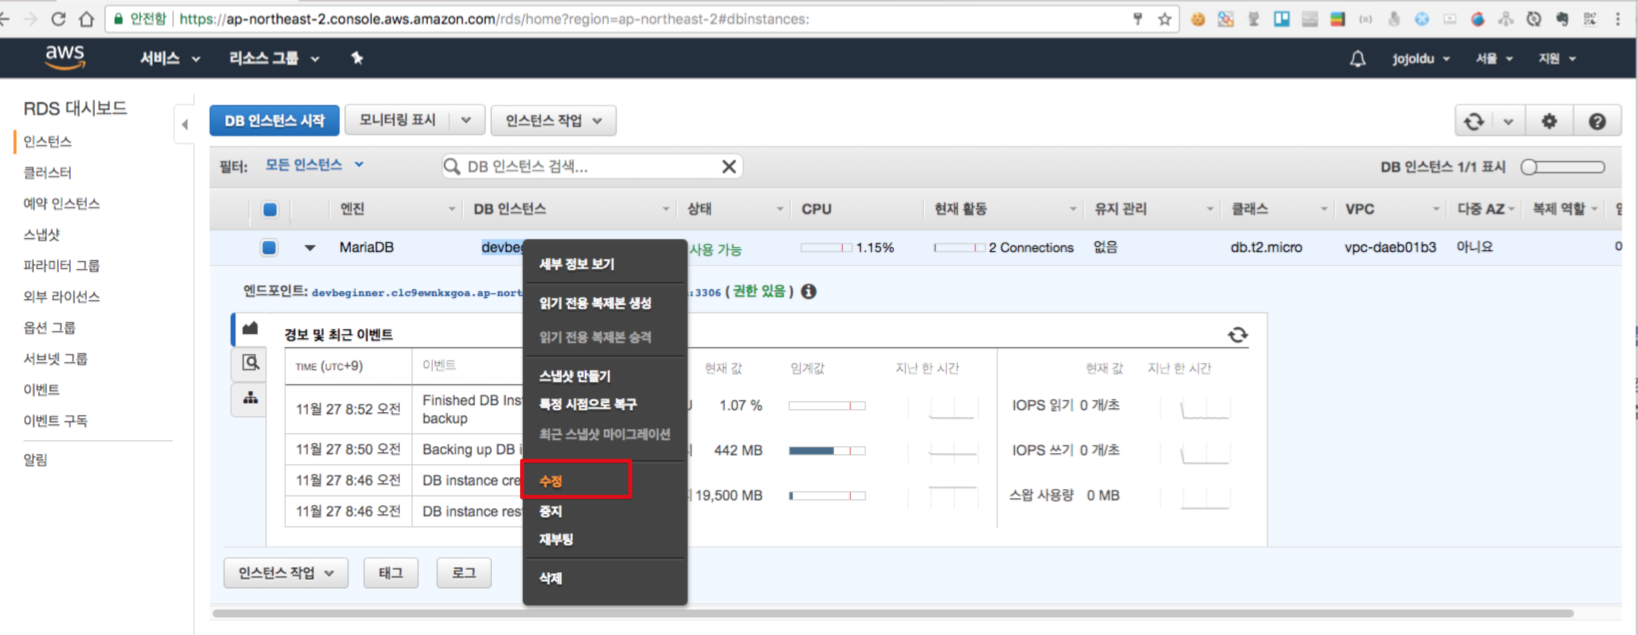 안전함 https://ap-northeast-2.console.aws.amazon.com/rds/home?region=ap-northeast-2#dbinstances:
aws 서비스 리소스 그룹 jojoldu 서울 지원
RDS 대시보드
인스턴스
클러스터
예약 인스턴스
스냅샷
파라미터 그룹
외부 라이선스
옵션 그룹
서브넷 그룹
이벤트
이벤트 구독
알림
DB 인스턴스 시작 모니터링 표시 인스턴스 작업
필터: 모든 인스턴스 DB 인스턴스 검색... DB 인스턴스 1/1 표시
엔진 DB 인스턴스 상태 CPU 현재 활동 유지 관리 클래스 VPC 다중 AZ 복제 역할
MariaDB devbeg 사용 가능 1.15% 2 Connections 없음 db.t2.micro vpc-daeb01b3 아니요
엔드포인트: devbeginner.clc9ewnkxgoa.ap-nort :3306 ( 권한 있음 )
경보 및 최근 이벤트
TIME (UTC+9) 이벤트 현재 값 임계값 지난 한 시간 현재 값 지난 한 시간
11월 27 8:52 오전 Finished DB Ins
backup
1.07 % IOPS 읽기 0 개/초
11월 27 8:50 오전 Backing up DB i 442 MB IOPS 쓰기 0 개/초
11월 27 8:46 오전 DB instance cre 19,500 MB 스왑 사용량 0 MB
11월 27 8:46 오전 DB instance res
인스턴스 작업 태그 로그
세부 정보 보기
읽기 전용 복제본 생성
읽기 전용 복제본 승격
스냅샷 만들기
특정 시점으로 복구
최근 스냅샷 마이그레이션
수정
중지
재부팅
삭제